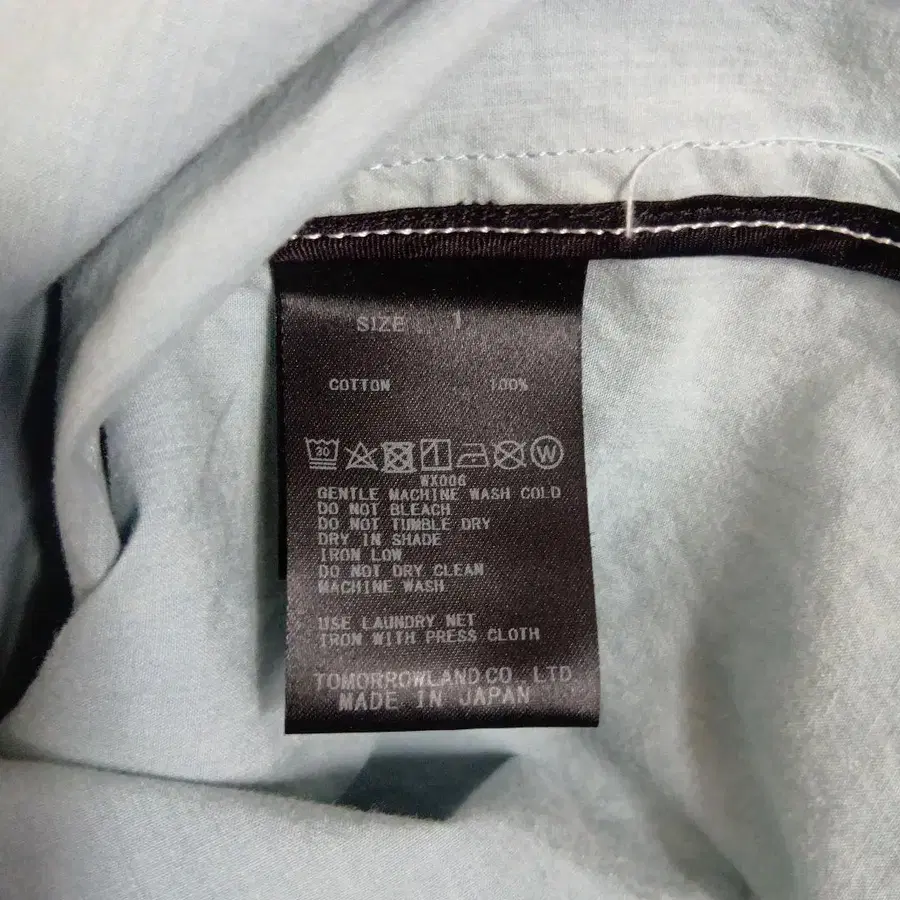 SIZE 1
COTTON 100%
30 W
WX006
GENTLE MACHINE WASH COLD
DO NOT BLEACH
DO NOT TUMBLE DRY
DRY IN SHADE
IRON LOW
DO NOT DRY CLEAN
MACHINE WASH
USE LAUNDRY NET
IRON WITH PRESS CLOTH
TOMORROWLAND CO., LTD.
MADE IN JAPAN